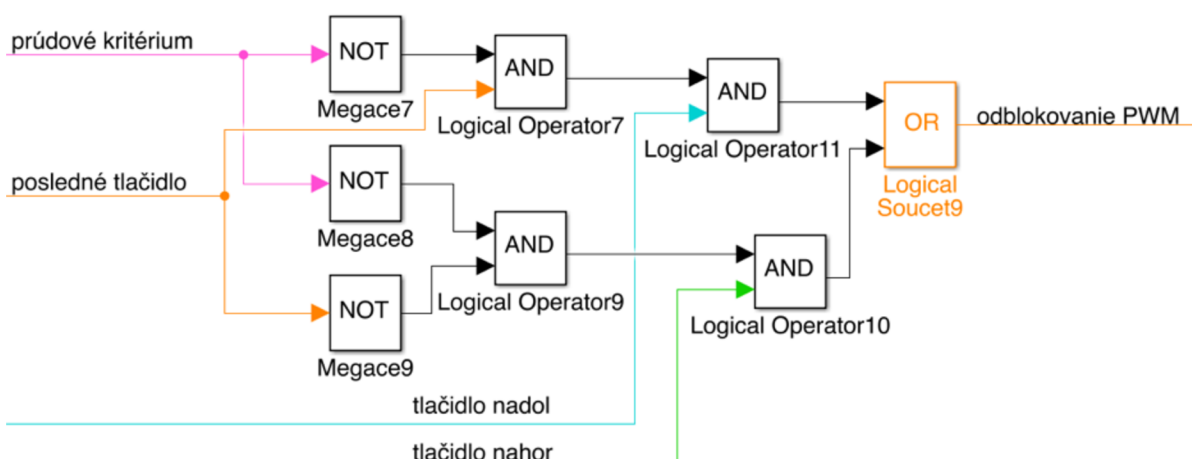 prúdové kritérium
NOT
Megace7
AND
Logical Operator7
AND
Logical Operator11
OR
Logical
Soucet9
odblokovanie PWM
posledné tlačidlo
NOT
Megace8
AND
Logical Operator9
NOT
Megace9
AND
Logical Operator10
tlačidlo nadol
tlačidlo nahor